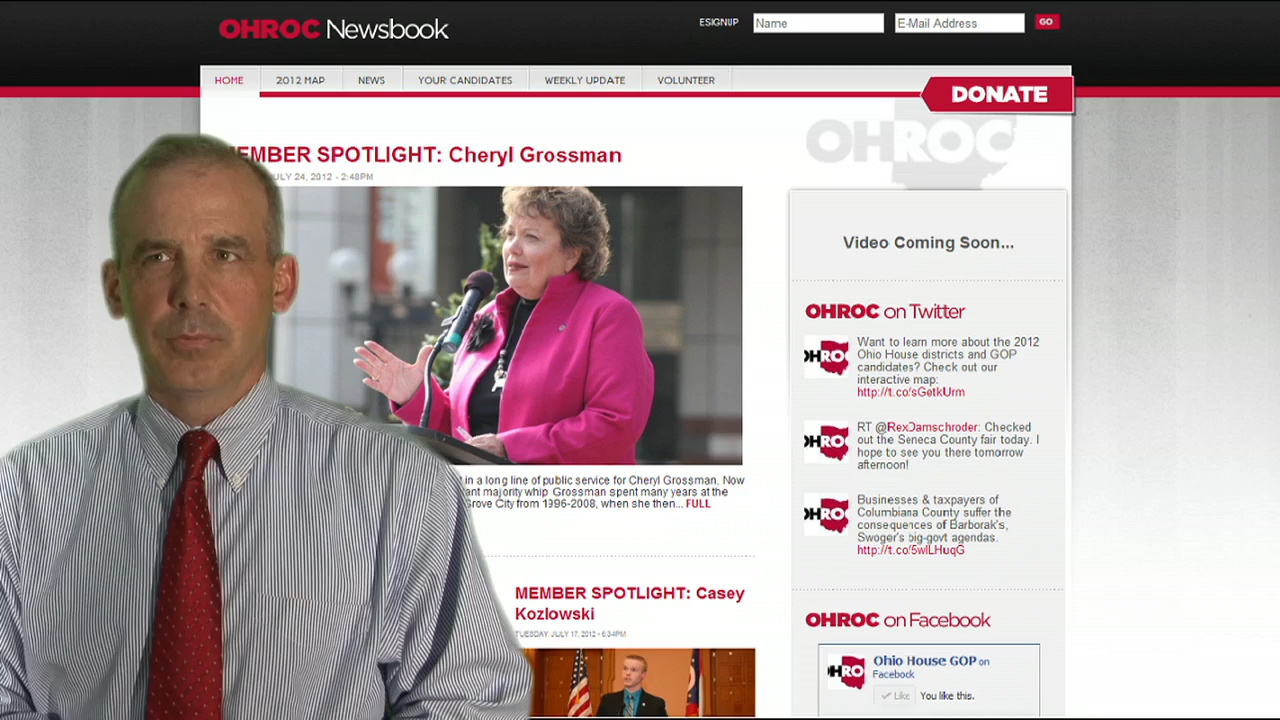 OHROC Newsbook
ESIGNUP Name E-Mail Address GO
HOME 2012 MAP NEWS YOUR CANDIDATES WEEKLY UPDATE VOLUNTEER
DONATE
OHROC
MEMBER SPOTLIGHT: Cheryl Grossman
24, 2012 - 2:48PM
in a long line of public service for Cheryl Grossman. Now
majority whip Grossman spent many years at the
Grove City from 1996-2008, when she then... FULL
MEMBER SPOTLIGHT: Casey
Kozlowski
TUESDAY, JULY 17, 2012 - 6:34PM
Video Coming Soon...
OHROC on Twitter
Want to learn more about the 2012
Ohio House districts and GOP
candidates? Check out our
interactive map:
http://t.co/sGetkUrm
RT @RexDamschroder: Checked
out the Seneca County fair today. I
hope to see you there tomorrow
afternoon!
Businesses & taxpayers of
Columbiana County suffer the
consequences of Barborak's,
Swoger's big-govt agendas.
http://t.co/5wlLHuqG
OHROC on Facebook
Ohio House GOP on
Facebook
Like You like this.